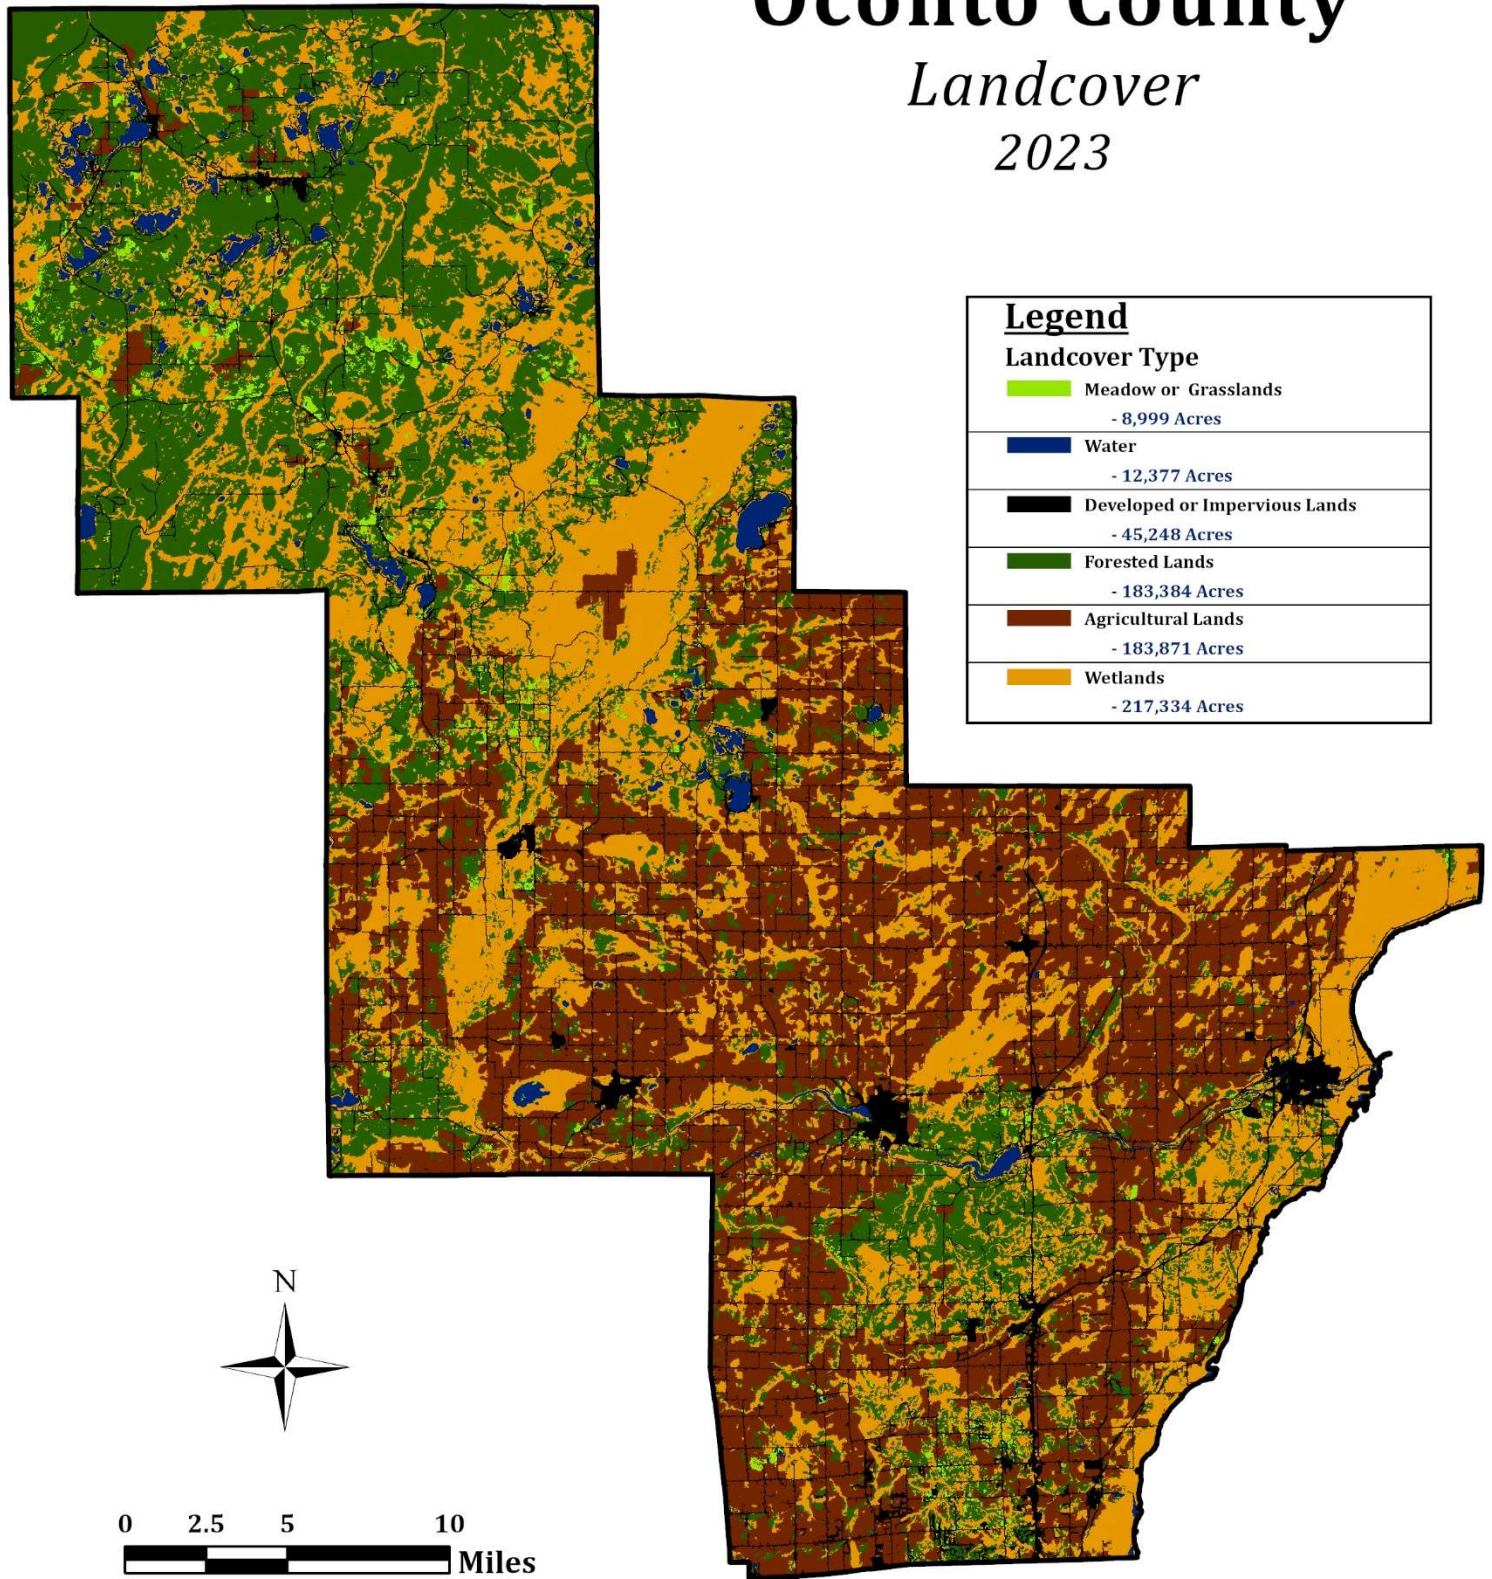 Oconto County
Landcover
2023
Legend
Landcover Type
Meadow or Grasslands
- 8,999 Acres
Water
- 12,377 Acres
Developed or Impervious Lands
- 45,248 Acres
Forested Lands
- 183,384 Acres
Agricultural Lands
- 183,871 Acres
Wetlands
- 217,334 Acres
N
0 2.5 5 10
Miles